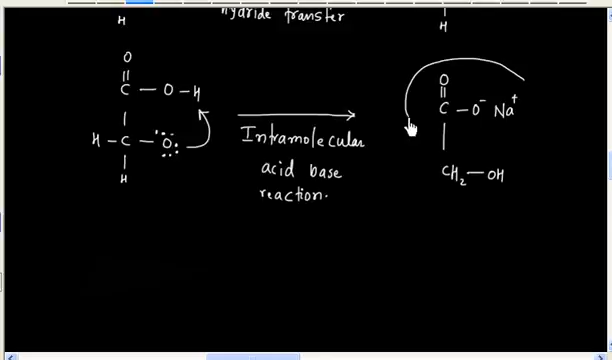 H
hydride transfer
H
O
C – O – H
H – C – O
H
Intramolecular
acid base
reaction.
O
C – O⁻ Na⁺
CH₂ – OH